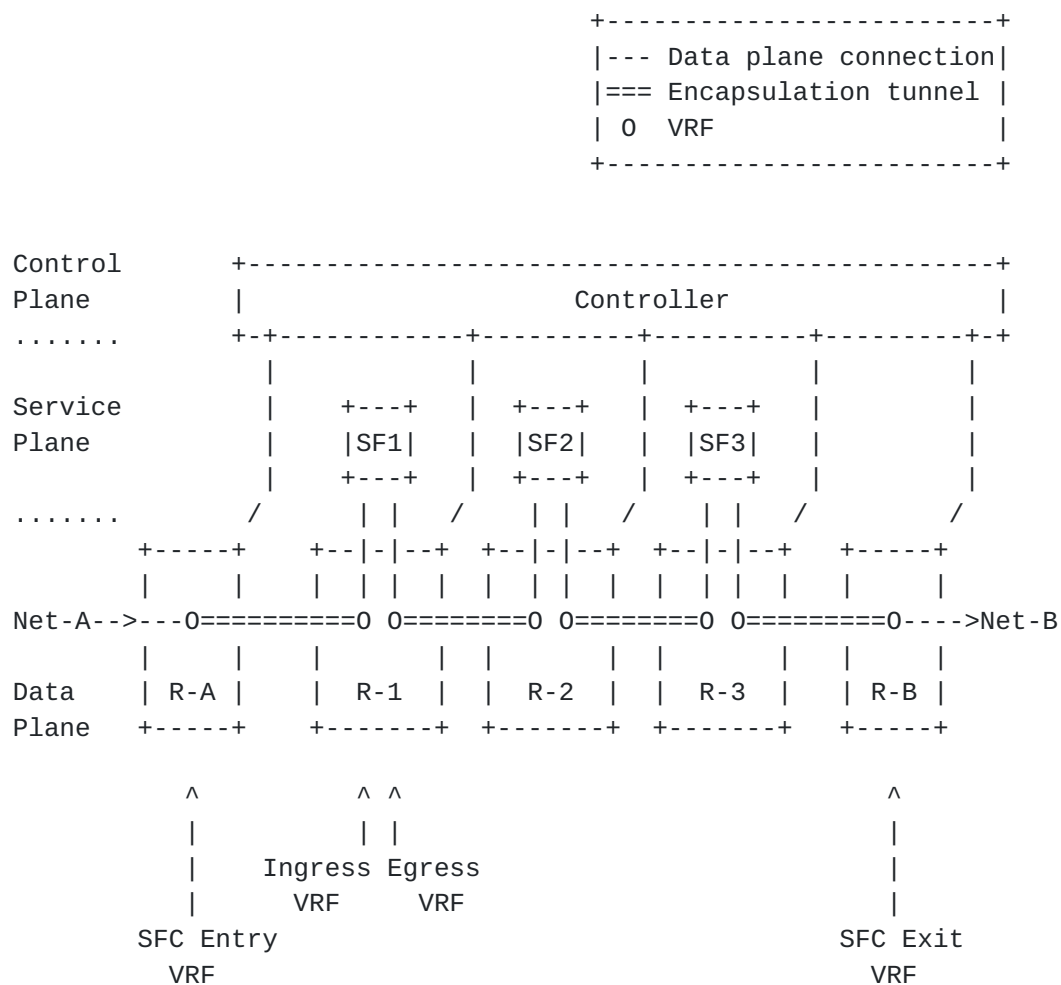 --- Data plane connection
=== Encapsulation tunnel
O VRF
Control
Plane Controller
.......
Service
Plane SF1 SF2 SF3
.......
Net-A-->---O==========O O========O O========O O=========O---->Net-B
Data R-A R-1 R-2 R-3 R-B
Plane
Ingress Egress
VRF VRF
SFC Entry SFC Exit
VRF VRF